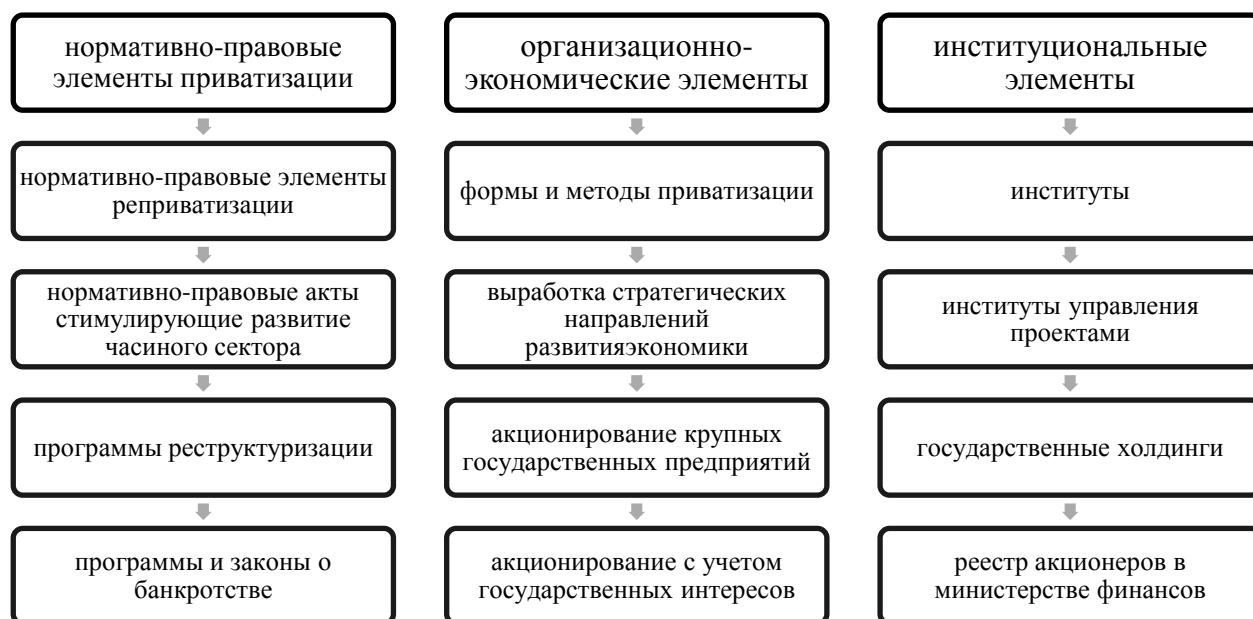 нормативно-правовые
элементы приватизации
нормативно-правовые элементы
реприватизации
нормативно-правовые акты
стимулирующие развитие
часиного сектора
программы реструктуризации
программы и законы о
банкротстве
организационно-
экономические элементы
формы и методы приватизации
выработка стратегических
направлений
развитияэкономики
акционирование крупных
государственных предприятий
акционирование с учетом
государственных интересов
институциональные
элементы
институты
институты управления
проектами
государственные холдинги
реестр акционеров в
министерстве финансов